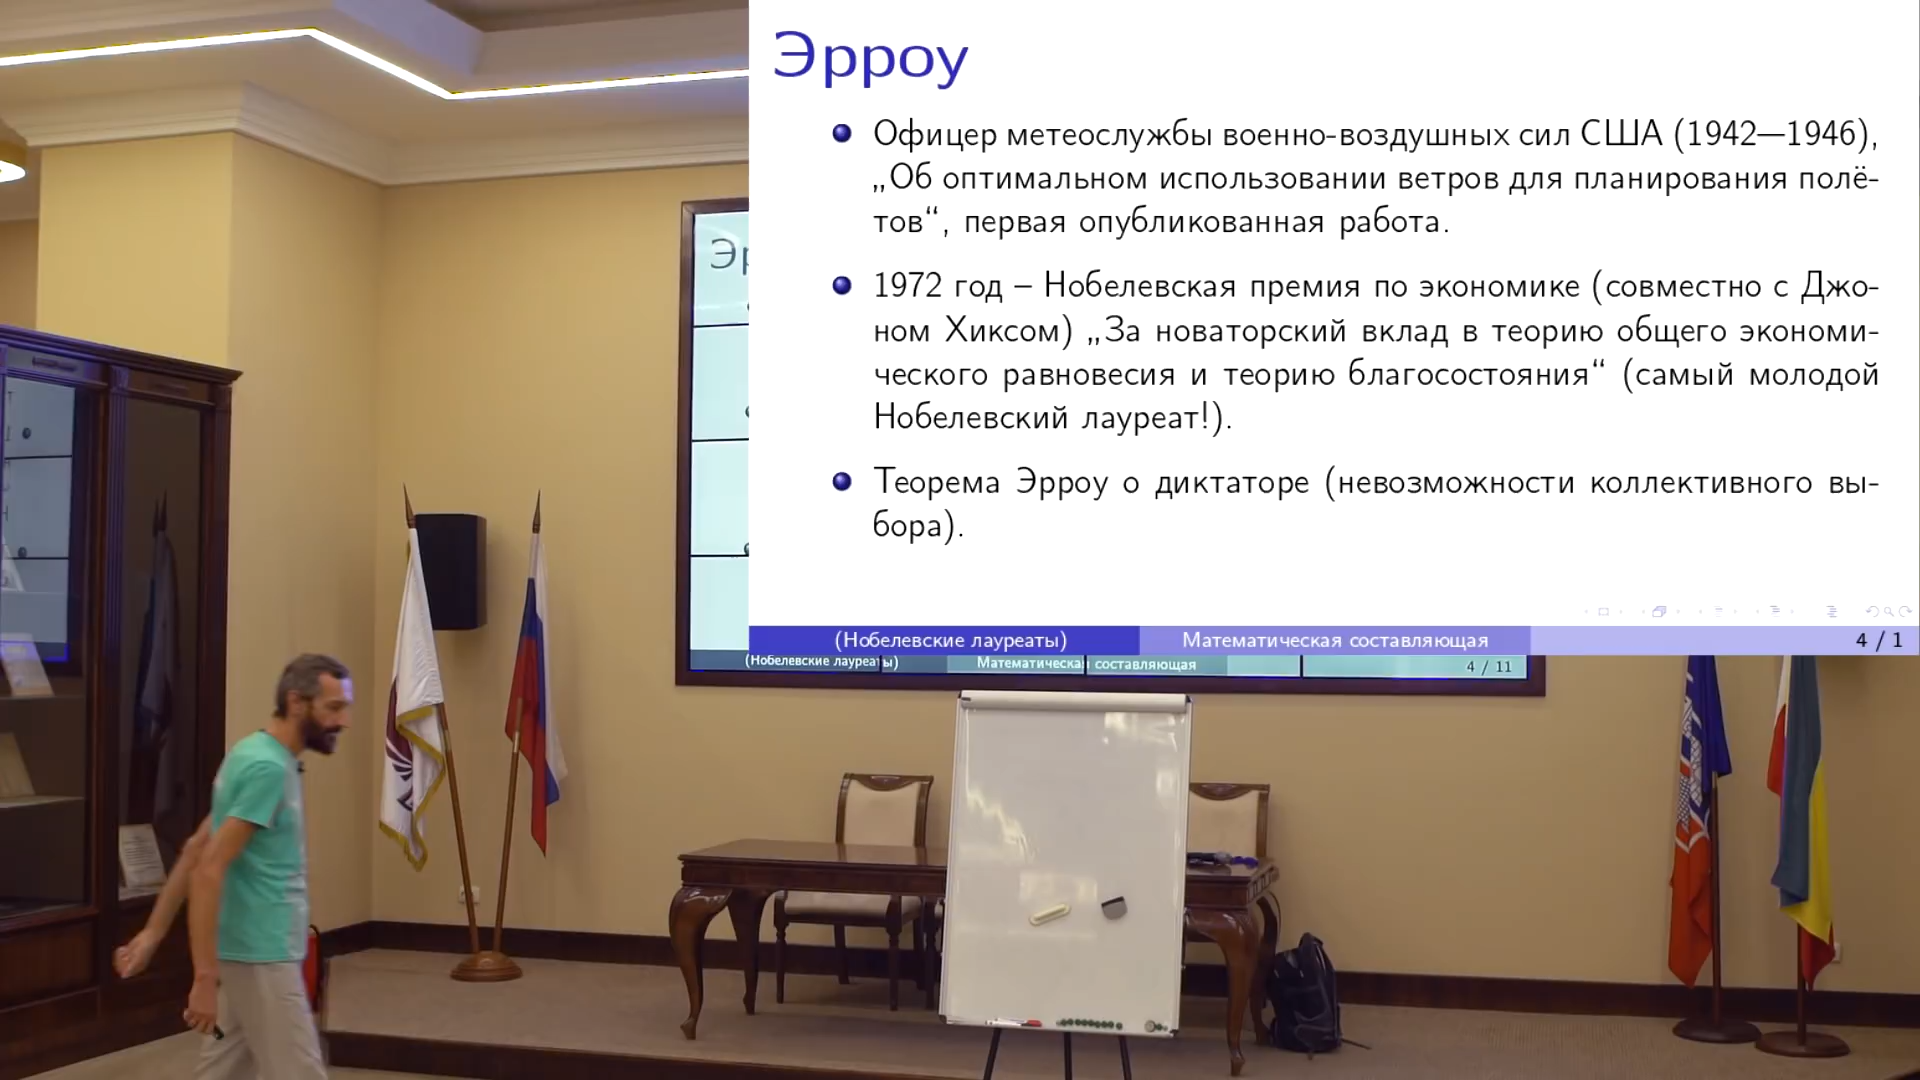 Эрроу
Офицер метеослужбы военно-воздушных сил США (1942—1946),
„Об оптимальном использовании ветров для планирования полё-
тов“, первая опубликованная работа.
1972 год – Нобелевская премия по экономике (совместно с Джо-
ном Хиксом) „За новаторский вклад в теорию общего экономи-
ческого равновесия и теорию благосостояния“ (самый молодой
Нобелевский лауреат!).
Теорема Эрроу о диктаторе (невозможности коллективного вы-
бора).
(Нобелевские лауреаты) Математическая составляющая 4 / 1
Эр
(Нобелевские лауреаты) Математическая составляющая 4 / 11